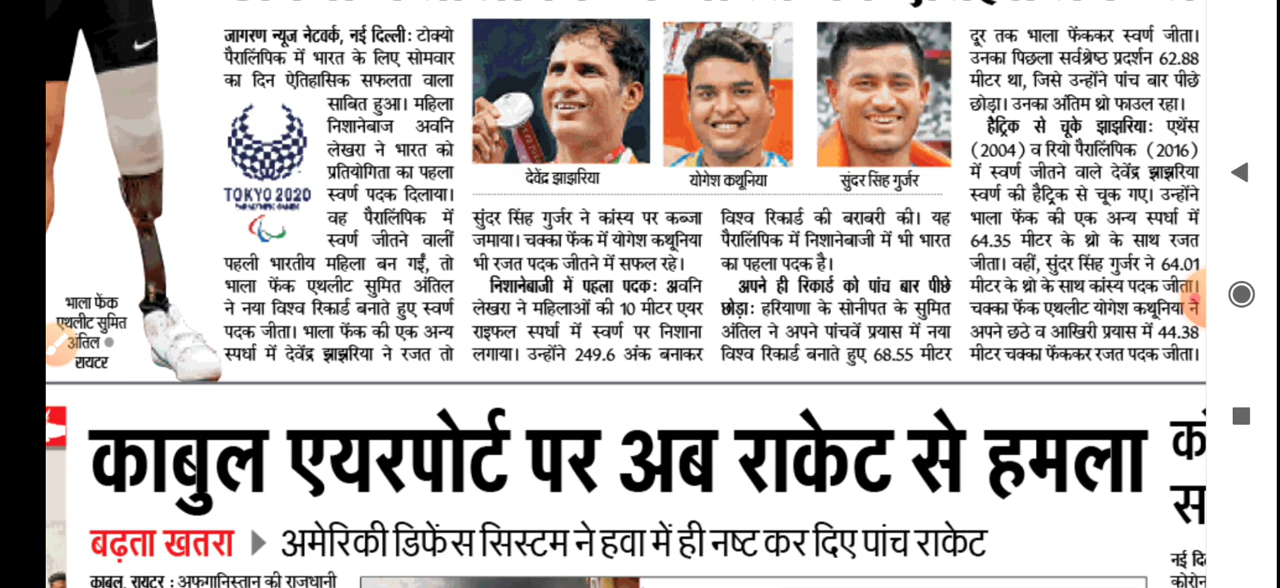 जागरण न्यूज नेटवर्क, नई दिल्ली: टोक्यो
पैरालिंपिक में भारत के लिए सोमवार
का दिन ऐतिहासिक सफलता वाला
साबित हुआ। महिला
निशानेबाज अवनि
लेखरा ने भारत को
प्रतियोगिता का पहला
स्वर्ण पदक दिलाया।
वह पैरालिंपिक में
स्वर्ण जीतने वालीं
पहली भारतीय महिला बन गईं, तो
भाला फेंक एथलीट सुमित अंतिल
ने नया विश्व रिकार्ड बनाते हुए स्वर्ण
पदक जीता। भाला फेंक की एक अन्य
स्पर्धा में देवेंद्र झाझरिया ने रजत तो
TOKYO 2020
PARALYMPIC GAMES
भाला फेंक
एथलीट सुमित
अंतिल
रायटर
देवेंद्र झाझरिया
योगेश कथूनिया
सुंदर सिंह गुर्जर
सुंदर सिंह गुर्जर ने कांस्य पर कब्जा
जमाया। चक्का फेंक में योगेश कथूनिया
भी रजत पदक जीतने में सफल रहे।
निशानेबाजी में पहला पदक: अवनि
लेखरा ने महिलाओं की 10 मीटर एयर
राइफल स्पर्धा में स्वर्ण पर निशाना
लगाया। उन्होंने 249.6 अंक बनाकर
विश्व रिकार्ड की बराबरी की। यह
पैरालिंपिक में निशानेबाजी में भी भारत
का पहला पदक है।
अपने ही रिकार्ड को पांच बार पीछे
छोड़ा: हरियाणा के सोनीपत के सुमित
अंतिल ने अपने पांचवें प्रयास में नया
विश्व रिकार्ड बनाते हुए 68.55 मीटर
दूर तक भाला फेंककर स्वर्ण जीता।
उनका पिछला सर्वश्रेष्ठ प्रदर्शन 62.88
मीटर था, जिसे उन्होंने पांच बार पीछे
छोड़ा। उनका अंतिम थ्रो फाउल रहा।
हैट्रिक से चूके झाझरिया: एथेंस
(2004) व रियो पैरालिंपिक (2016)
में स्वर्ण जीतने वाले देवेंद्र झाझरिया
स्वर्ण की हैट्रिक से चूक गए। उन्होंने
भाला फेंक की एक अन्य स्पर्धा में
64.35 मीटर के थ्रो के साथ रजत
जीता। वहीं, सुंदर सिंह गुर्जर ने 64.01
मीटर के थ्रो के साथ कांस्य पदक जीता।
चक्का फेंक एथलीट योगेश कथूनिया ने
अपने छठे व आखिरी प्रयास में 44.38
मीटर चक्का फेंककर रजत पदक जीता।
काबुल एयरपोर्ट पर अब राकेट से हमला
बढ़ता खतरा ▶ अमेरिकी डिफेंस सिस्टम ने हवा में ही नष्ट कर दिए पांच राकेट
काबुल, रायटर : अफगानिस्तान की राजधानी
नई